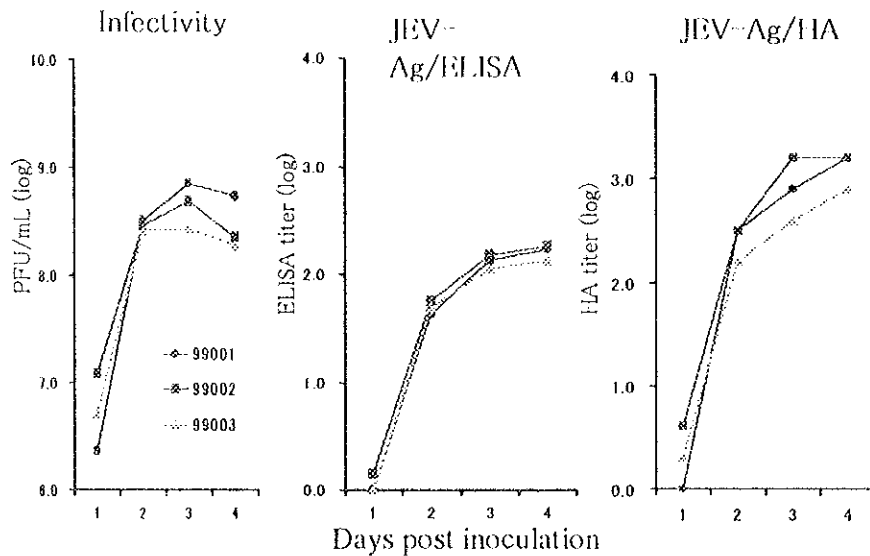 Infectivity
JEV-
Ag/ELISA
JEV-Ag/HA
PFU/mL (log)
10.0
9.0
8.0
7.0
6.0
99001
99002
99003
1 2 3 4
ELISA titer (log)
4.0
3.0
2.0
1.0
0.0
1 2 3 4
HA titer (log)
4.0
3.0
2.0
1.0
0.0
1 2 3 4
Days post inoculation